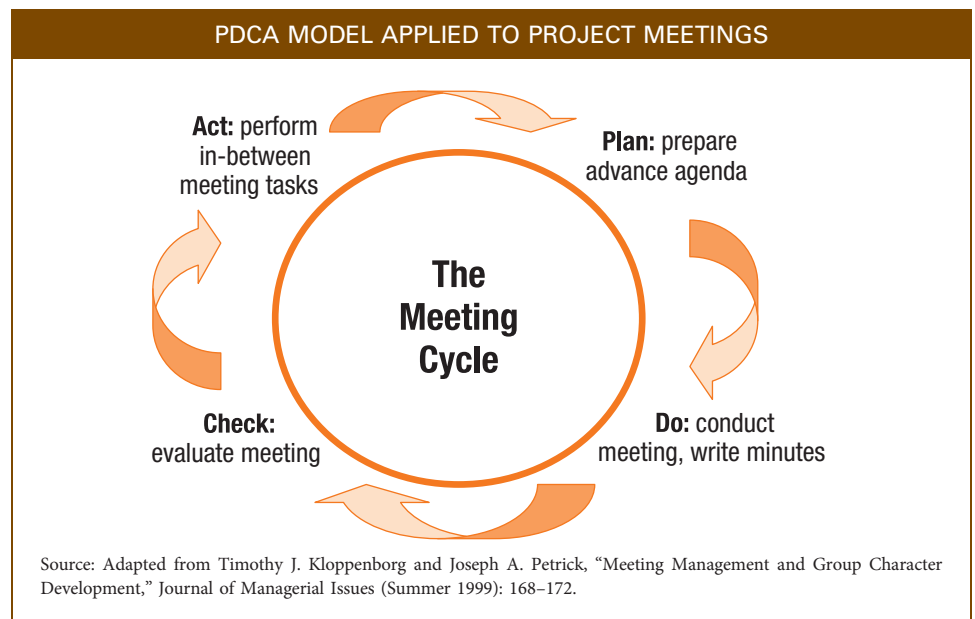 PDCA MODEL APPLIED TO PROJECT MEETINGS
Act: perform
in-between
meeting tasks
Plan: prepare
advance agenda
The
Meeting
Cycle
Check:
evaluate meeting
Do: conduct
meeting, write minutes
Source: Adapted from Timothy J. Kloppenborg and Joseph A. Petrick, “Meeting Management and Group Character
Development,” Journal of Managerial Issues (Summer 1999): 168–172.